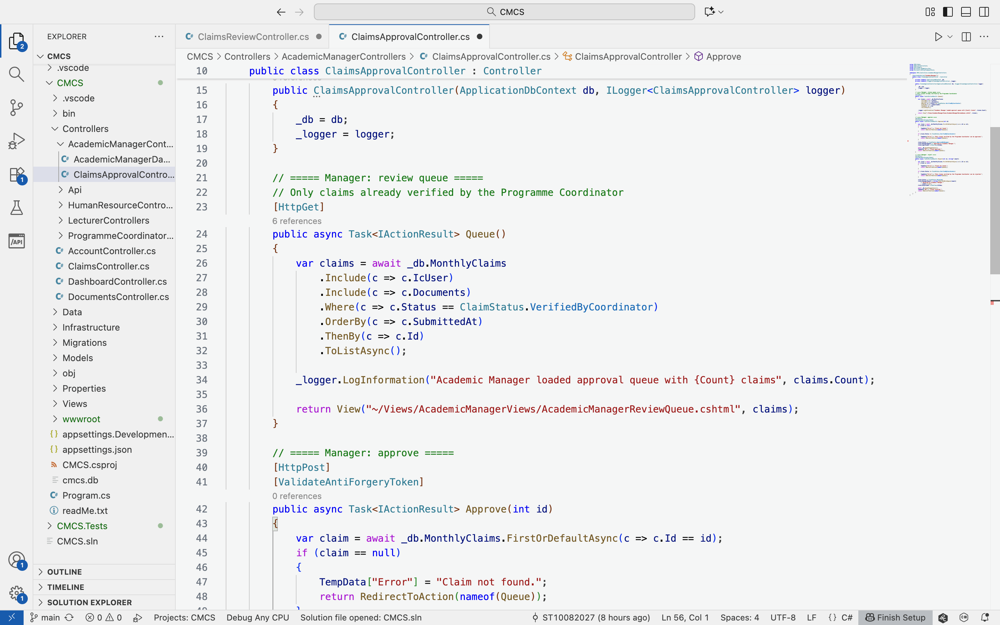 CMCS
EXPLORER
ClaimsReviewController.cs
ClaimsApprovalController.cs
2
CMCS
CMCS > Controllers > AcademicManagerControllers > ClaimsApprovalController.cs > ClaimsApprovalController > Approve
.vscode
CMCS
.vscode
bin
Controllers
AcademicManagerCont...
AcademicManagerDa...
ClaimsApprovalContro...
1
Api
HumanResourceContro...
LecturerControllers
ProgrammeCoordinator...
/API
AccountController.cs
ClaimsController.cs
DashboardController.cs
DocumentsController.cs
Data
Infrastructure
Migrations
Models
obj
Properties
Views
wwwroot
appsettings.Developmen...
appsettings.json
CMCS.csproj
cmcs.db
Program.cs
readMe.txt
CMCS.Tests
CMCS.sln
1
OUTLINE
TIMELINE
1
SOLUTION EXPLORER
10 public class ClaimsApprovalController : Controller
15 public ClaimsApprovalController(ApplicationDbContext db, ILogger<ClaimsApprovalController> logger)
16 {
17 _db = db;
18 _logger = logger;
19 }
20
21 // ===== Manager: review queue =====
22 // Only claims already verified by the Programme Coordinator
23 [HttpGet]
6 references
24 public async Task<IActionResult> Queue()
25 {
26 var claims = await _db.MonthlyClaims
27 .Include(c => c.IcUser)
28 .Include(c => c.Documents)
29 .Where(c => c.Status == ClaimStatus.VerifiedByCoordinator)
30 .OrderBy(c => c.SubmittedAt)
31 .ThenBy(c => c.Id)
32 .ToListAsync();
33
34 _logger.LogInformation("Academic Manager loaded approval queue with {Count} claims", claims.Count);
35
36 return View("~/Views/AcademicManagerViews/AcademicManagerReviewQueue.cshtml", claims);
37 }
38
39 // ===== Manager: approve =====
40 [HttpPost]
41 [ValidateAntiForgeryToken]
0 references
42 public async Task<IActionResult> Approve(int id)
43 {
44 var claim = await _db.MonthlyClaims.FirstOrDefaultAsync(c => c.Id == id);
45 if (claim == null)
46 {
47 TempData["Error"] = "Claim not found.";
48 return RedirectToAction(nameof(Queue));
main 0 0 Projects: CMCS Debug Any CPU Solution file opened: CMCS.sln ST10082027 (8 hours ago) Ln 56, Col 1 Spaces: 4 UTF-8 LF {} C# Finish Setup